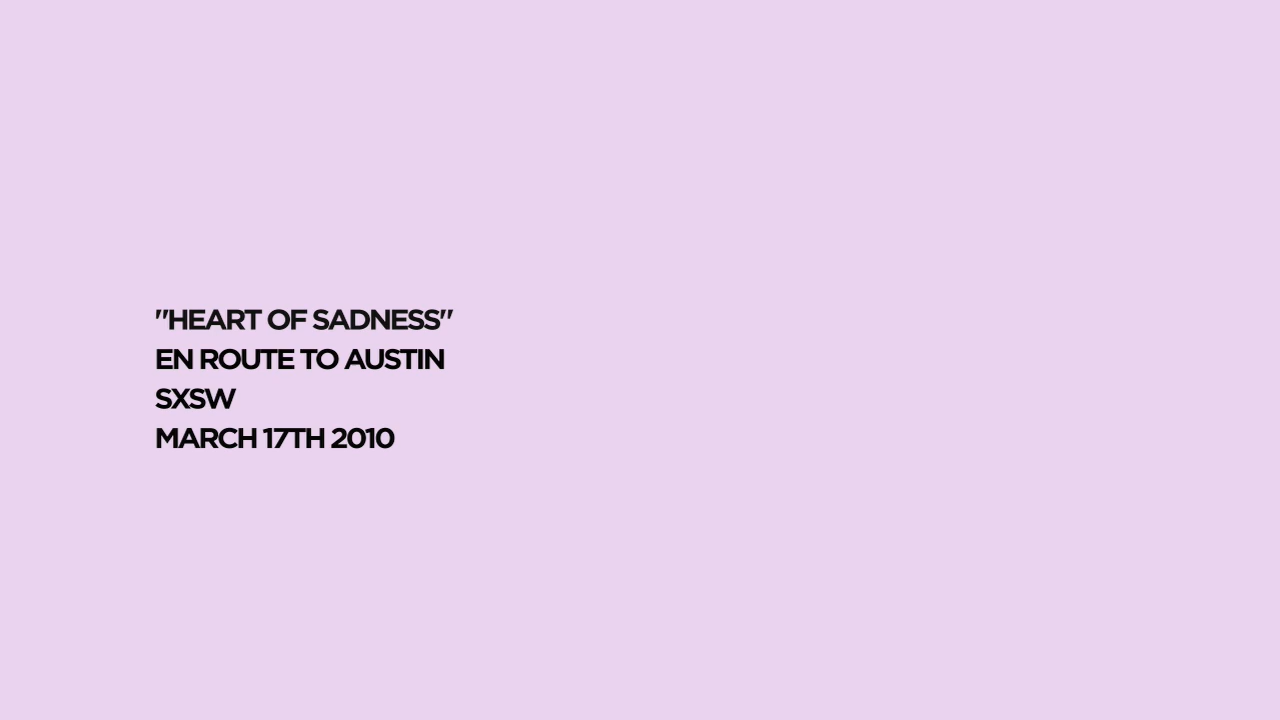 "HEART OF SADNESS"
EN ROUTE TO AUSTIN
SXSW
MARCH 17TH 2010